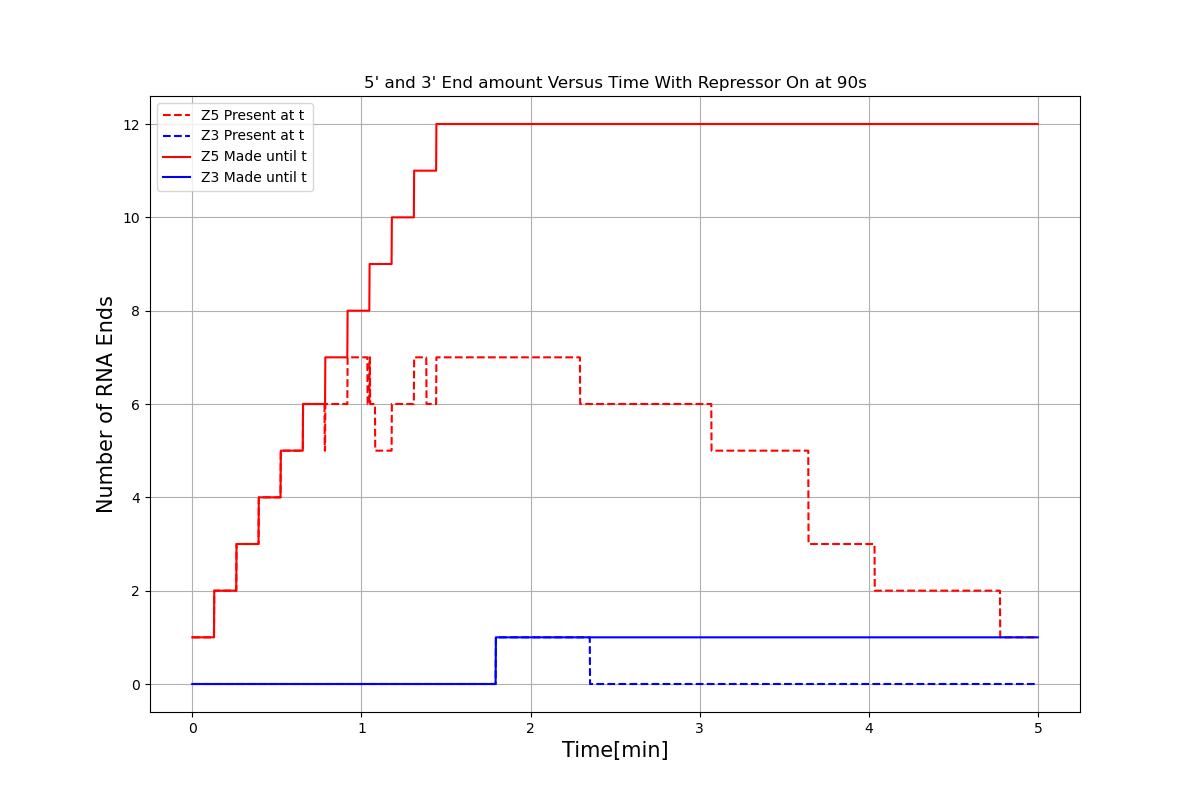 5' and 3' End amount Versus Time With Repressor On at 90s
Z5 Present at t
Z3 Present at t
Z5 Made until t
Z3 Made until t
12
10
8
6
4
2
0
Number of RNA Ends
0 1 2 3 4 5
Time[min]